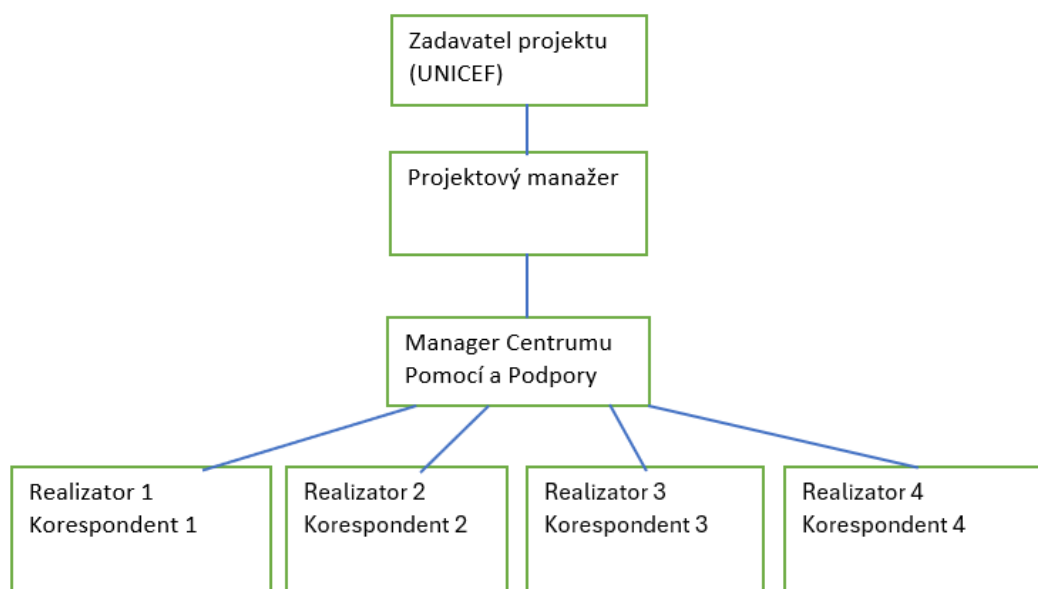 Zadavatel projektu
(UNICEF)
Projektový manažer
Manager Centrumu
Pomocí a Podpory
Realizator 1
Korespondent 1
Realizator 2
Korespondent 2
Realizator 3
Korespondent 3
Realizator 4
Korespondent 4